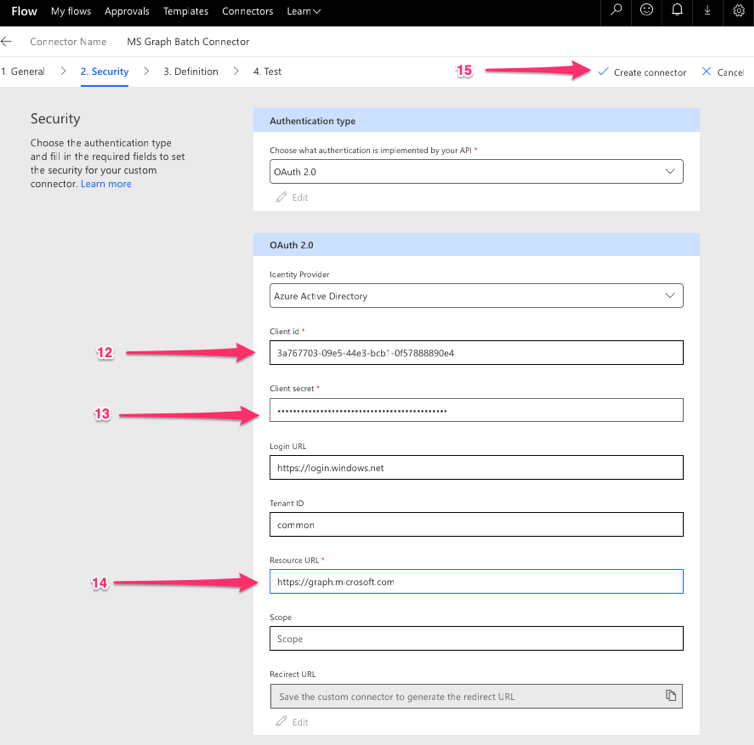 Flow My flows Approvals Templates Connectors Learn
Connector Name MS Graph Batch Connector
1. General 2. Security 3. Definition 4. Test 15 Create connector Cancel
Security
Choose the authentication type
and fill in the required fields to set
the security for your custom
connector. Learn more
Authentication type
Choose what authentication is implemented by your API *
OAuth 2.0
Edit
OAuth 2.0
Identity Provider
Azure Active Directory
Client id *
12 3a767703-09e5-44e3-bcb1-0f57888890e4
Client secret *
13 ••••••••••••••••••••••••••••••••••••••••••••
Login URL
https://login.windows.net
Tenant ID
common
Resource URL *
14 https://graph.microsoft.com
Scope
Scope
Redirect URL
Save the custom connector to generate the redirect URL
Edit